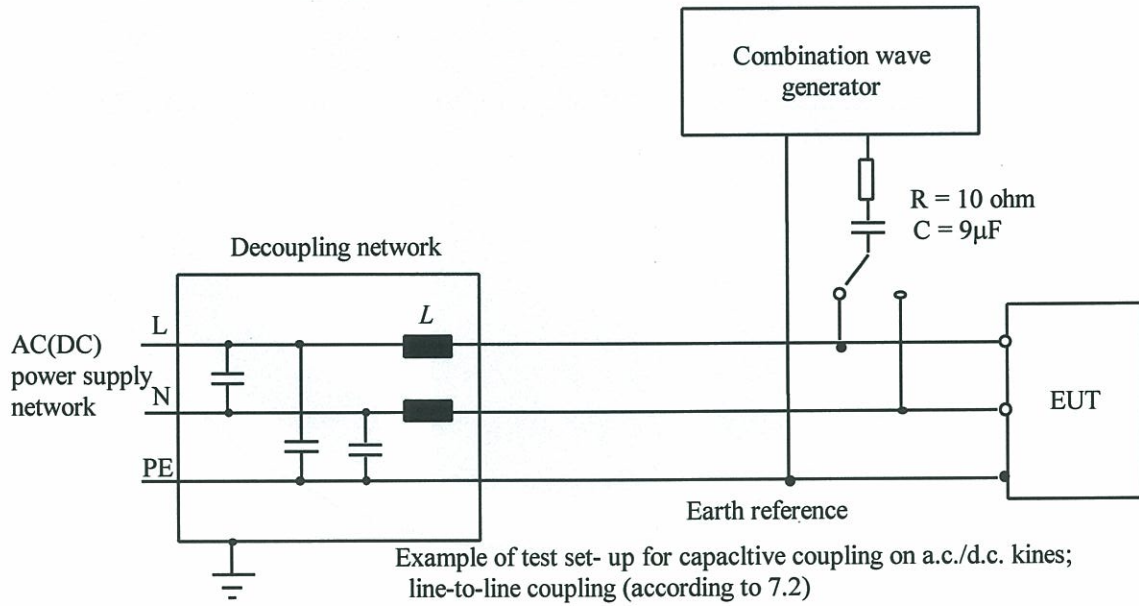 Combination wave
generator
R = 10 ohm
C = 9μF
Decoupling network
L
L
AC(DC)
power supply
network
N
PE
EUT
Earth reference
Example of test set- up for capacltive coupling on a.c./d.c. kines;
line-to-line coupling (according to 7.2)